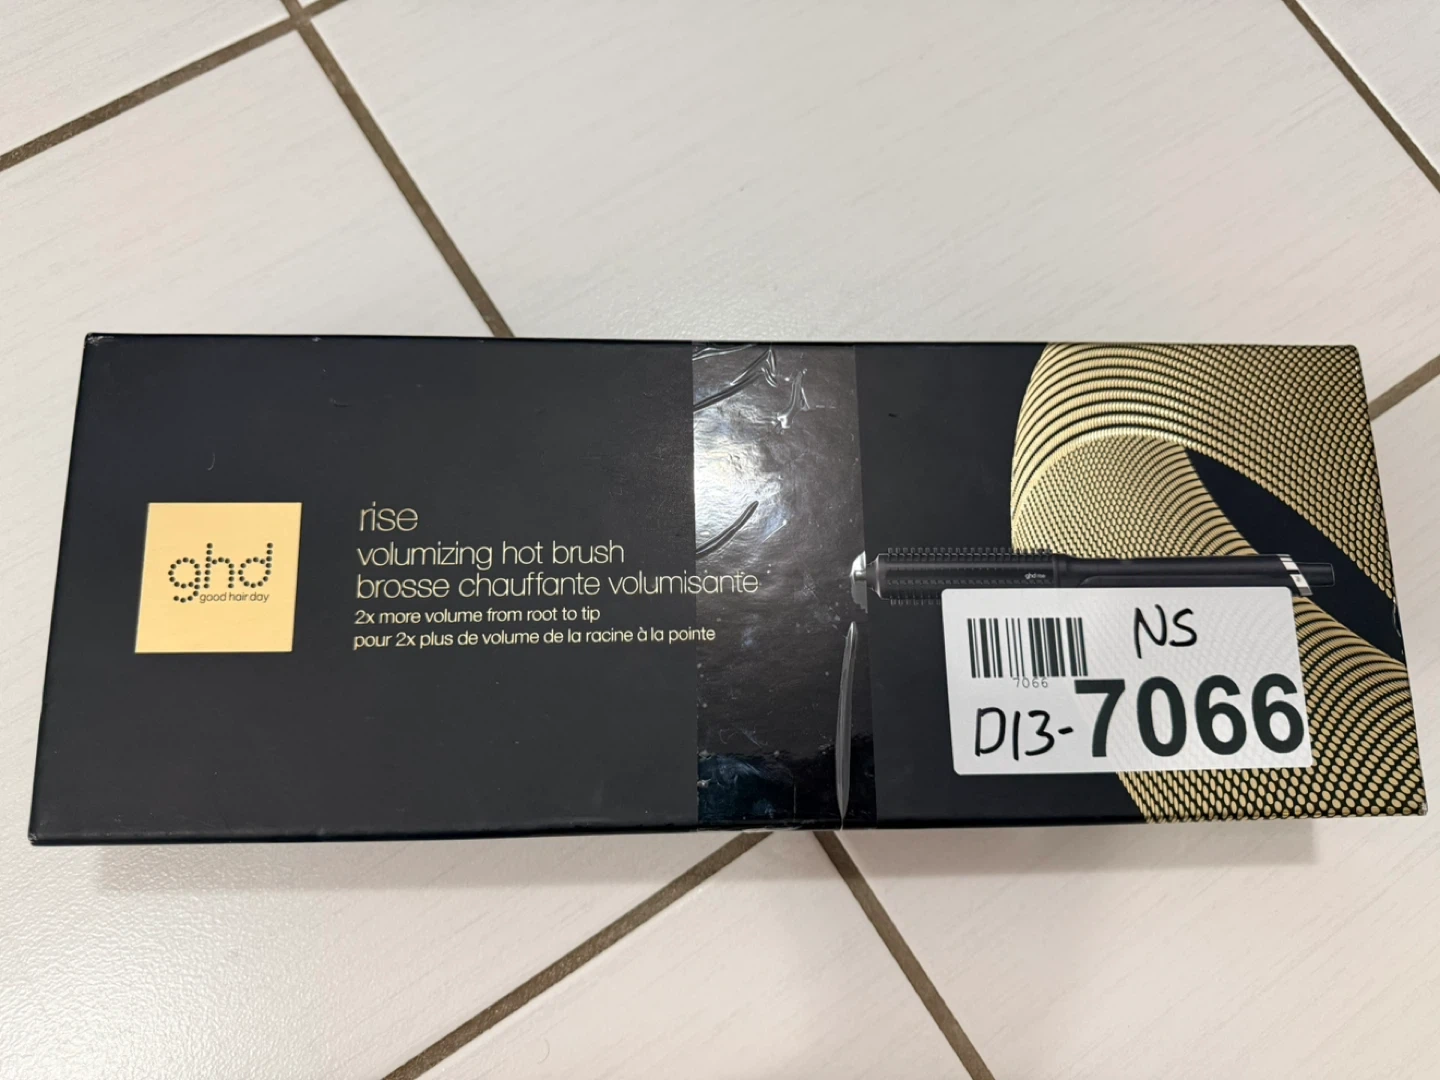 ghd
good hair day
rise
volumizing hot brush
brosse chauffante volumisante
2x more volume from root to tip
pour 2x plus de volume de la racine à la pointe
ghd rise
NS
7066
D13-7066